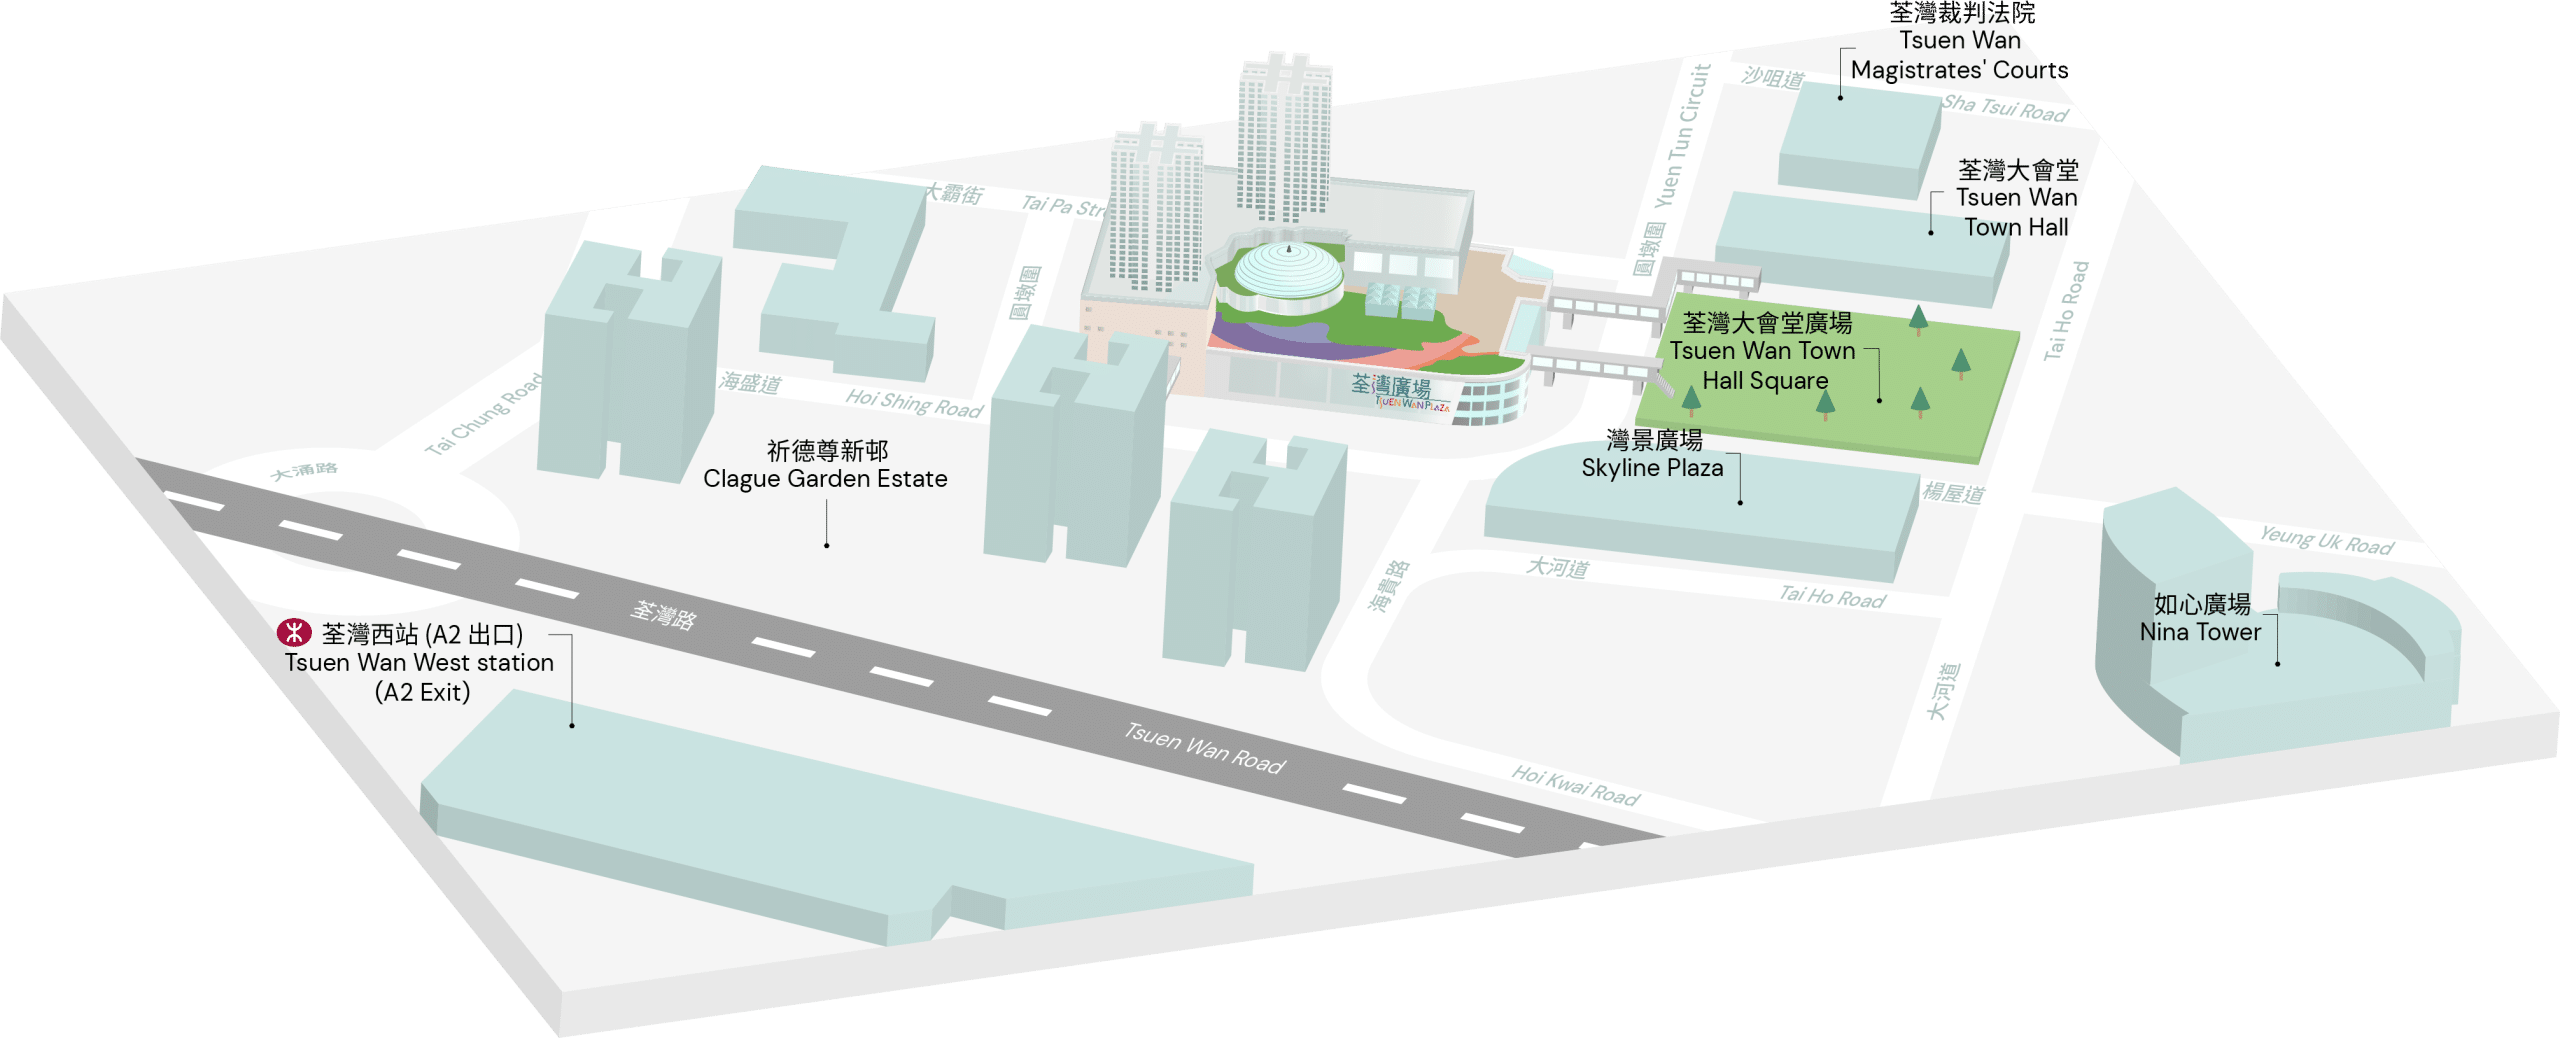 荃灣裁判法院
Tsuen Wan
Magistrates' Courts
沙咀道
Sha Tsui Road
Yuen Tun Circuit
圓墩圍
荃灣大會堂
Tsuen Wan
Town Hall
大霸街
Tai Pa Str
圓墩圍
Tai Ho Road
荃灣大會堂廣場
Tsuen Wan Town
Hall Square
荃灣廣場
TSUEN WAN PLAZA
海盛道
Hoi Shing Road
Tai Chung Road
大涌路
祈德尊新邨
Clague Garden Estate
灣景廣場
Skyline Plaza
楊屋道
Yeung Uk Road
大河道
Tai Ho Road
海貴路
如心廣場
Nina Tower
荃灣路
荃灣西站 (A2 出口)
Tsuen Wan West station
(A2 Exit)
大河道
Tsuen Wan Road
Hoi Kwai Road